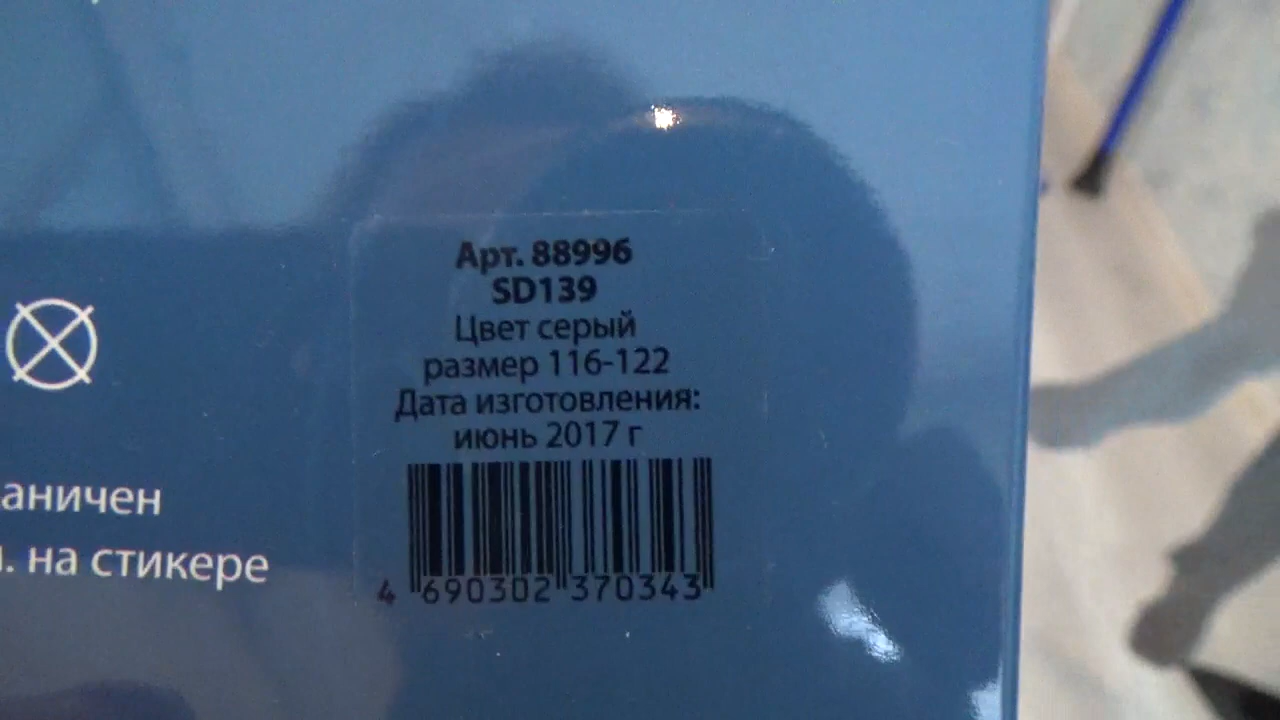 Арт. 88996
SD139
Цвет серый
размер 116-122
Дата изготовления:
июнь 2017 г
4 690302 370343
аничен
. на стикере